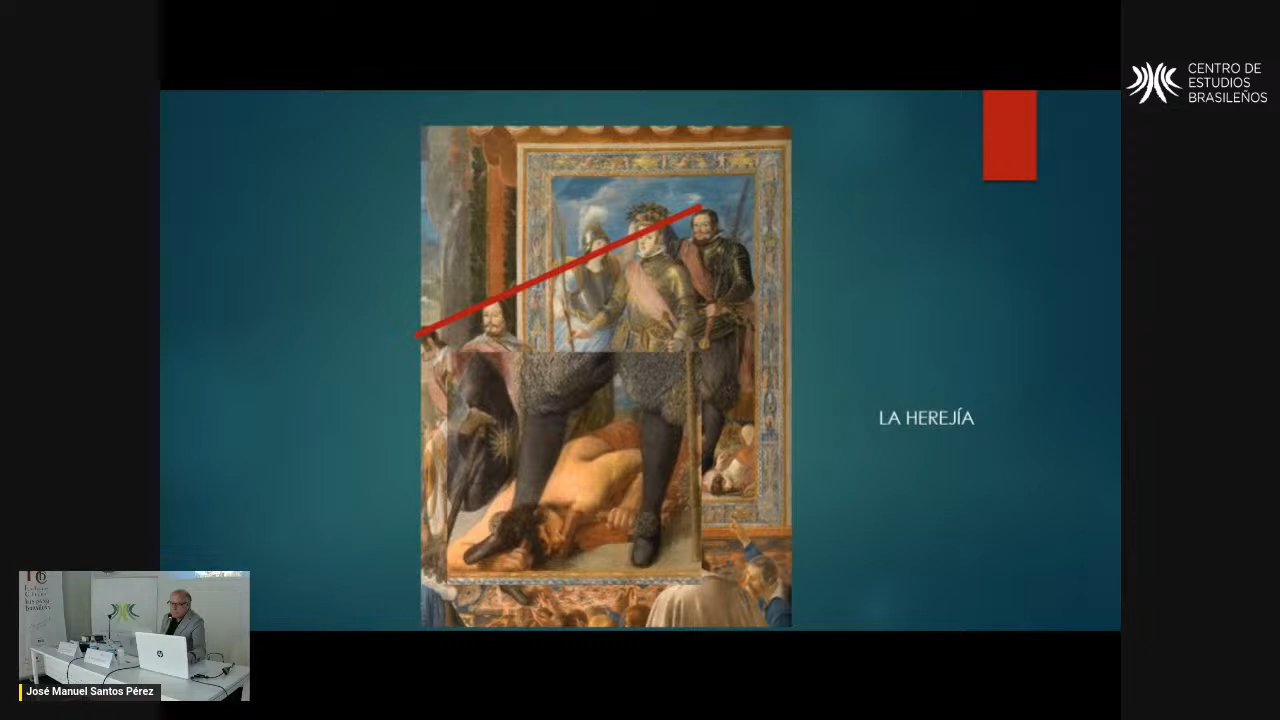 CENTRO DE
ESTUDIOS
BRASILEÑOS
LA HEREJÍA
José Manuel Santos Pérez